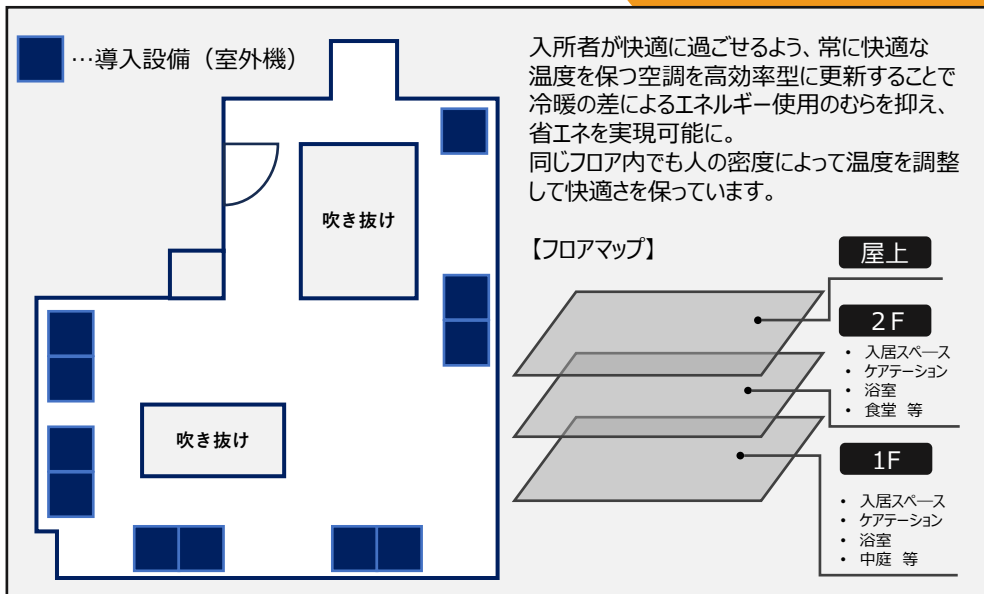 …導入設備（室外機）
吹き抜け
吹き抜け
入所者が快適に過ごせるよう、常に快適な
温度を保つ空調を高効率型に更新することで
冷暖の差によるエネルギー使用のむらを抑え、
省エネを実現可能に。
同じフロア内でも人の密度によって温度を調整
して快適さを保っています。
【フロアマップ】
屋上
２F
• 入居スペース
• ケアテーション
• 浴室
• 食堂 等
1F
• 入居スペース
• ケアテーション
• 浴室
• 中庭 等